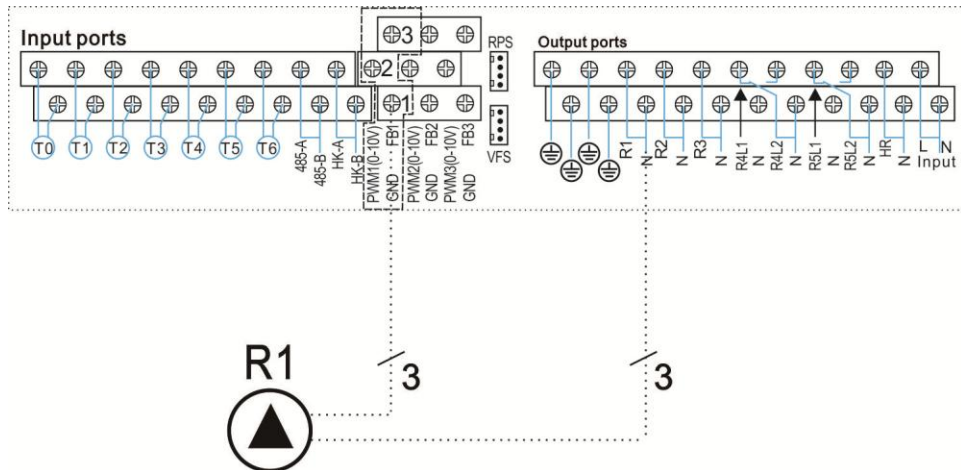 3
RPS
Input ports
Output ports
2
1
T0
T1
T2
T3
T4
T5
T6
485-A
485-B
HK-A
HK-B
PWM1(0-10V)
GND
FB1
PWM2(0-10V)
GND
FB2
PWM3(0-10V)
GND
FB3
VFS
R1
N
R2
N
R3
N
R4L1
N
R4L2
N
R5L1
N
R5L2
N
HR
N
L N
Input
R1
3
3